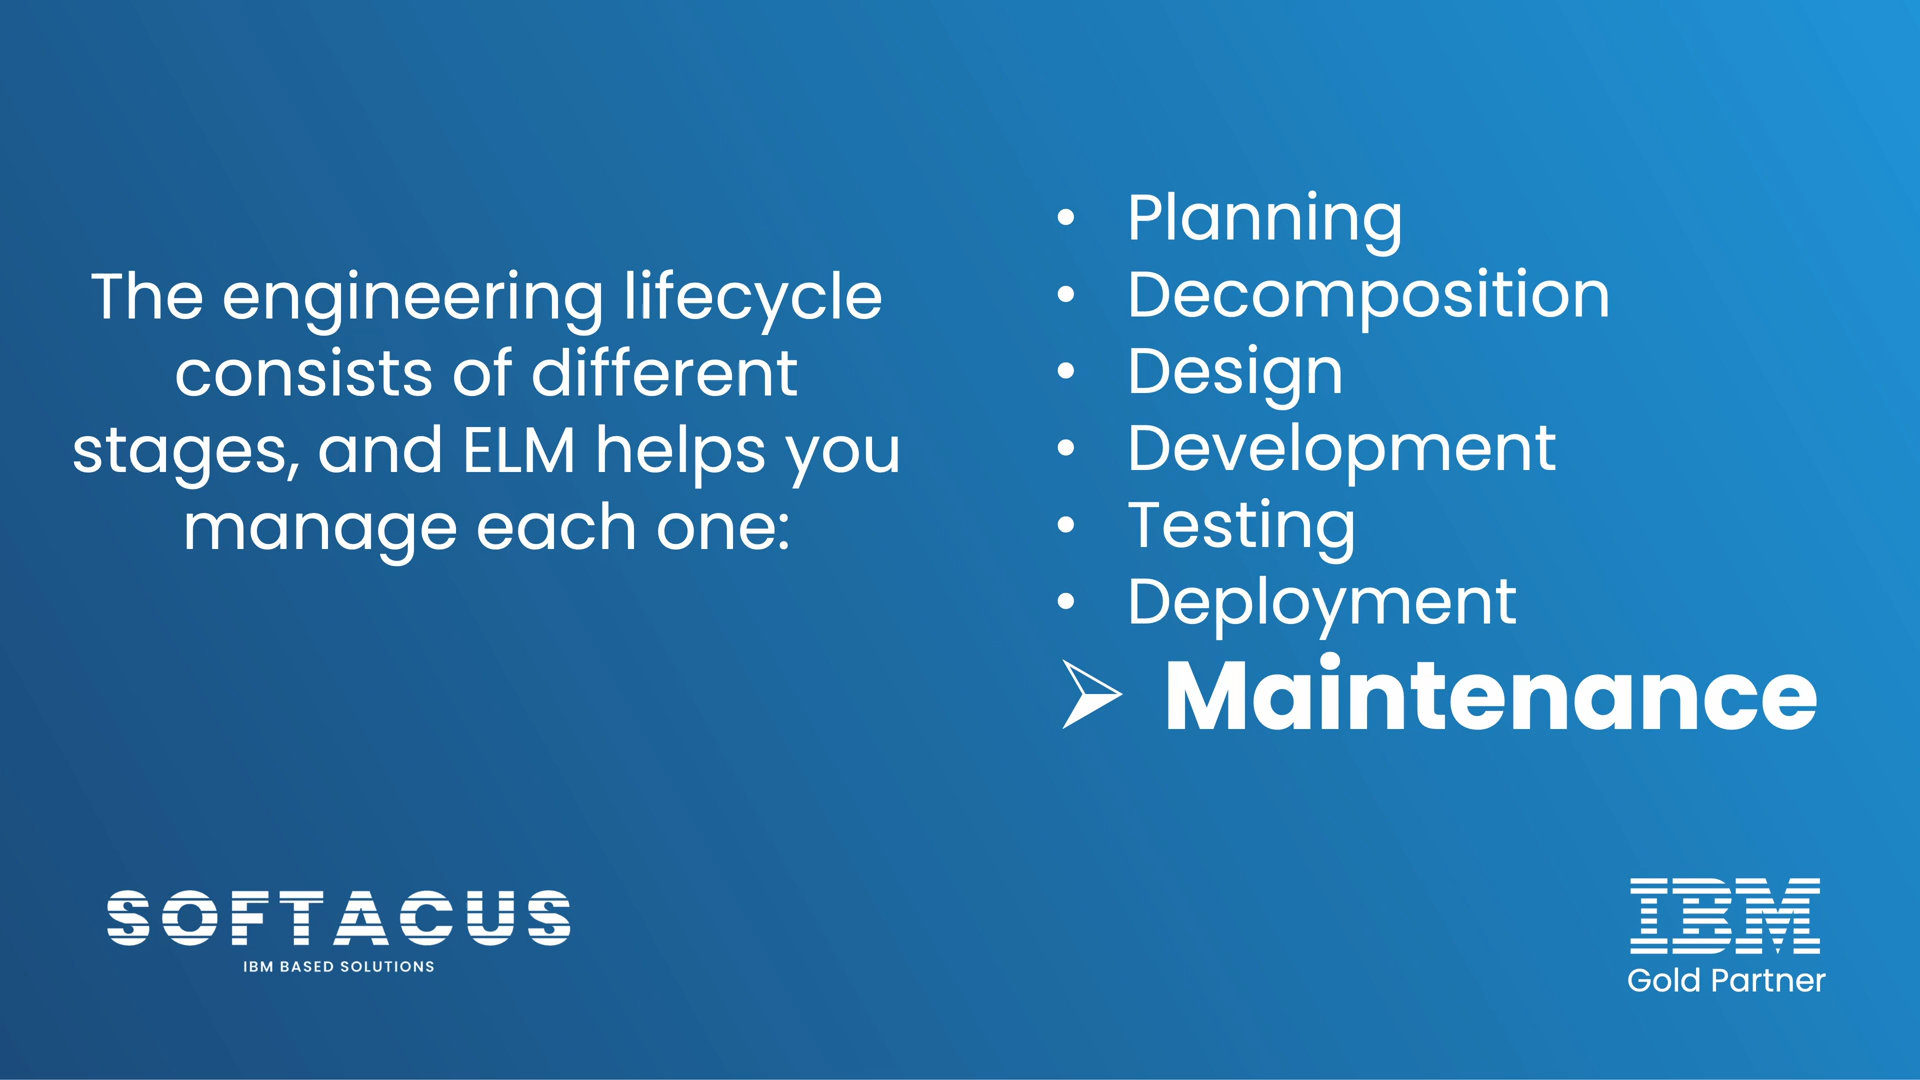 The engineering lifecycle
consists of different
stages, and ELM helps you
manage each one:
• Planning
• Decomposition
• Design
• Development
• Testing
• Deployment
➢ Maintenance
SOFTACUS
IBM BASED SOLUTIONS
IBM
Gold Partner